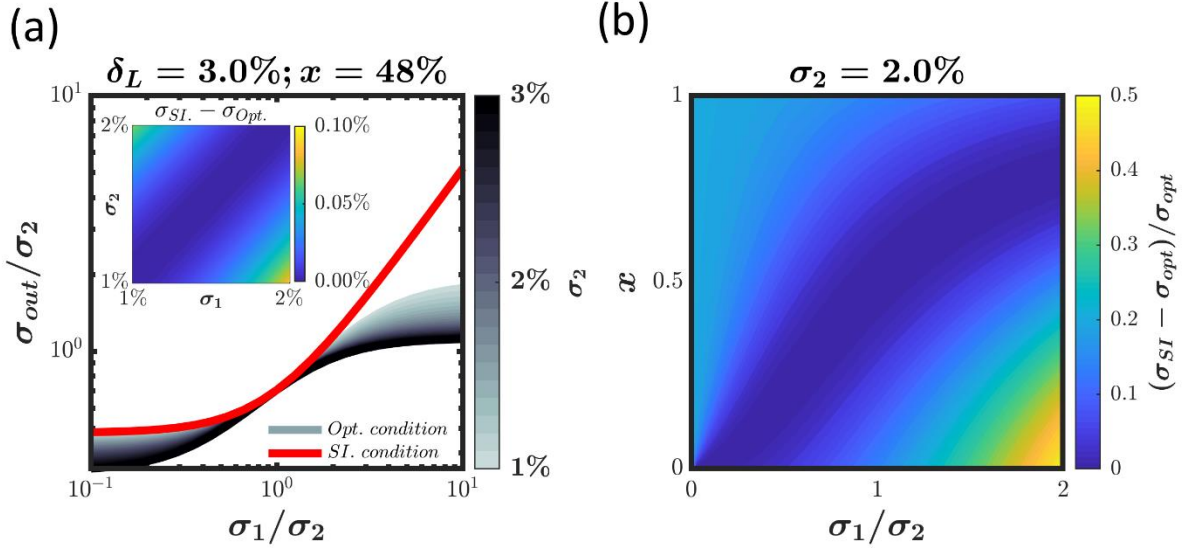 (a)
δ_L = 3.0%; x = 48%
σ_out/σ_2
10^1
10^0
10^{-1}
10^0
10^1
σ_1/σ_2
σ_SI. − σ_Opt.
2%
1%
σ_2
1%
2%
σ_1
0.10%
0.05%
0.00%
Opt. condition
SI. condition
3%
2%
1%
σ_2
(b)
σ_2 = 2.0%
x
1
0.5
0
0
1
2
σ_1/σ_2
0.5
0.4
0.3
0.2
0.1
0
(σ_SI − σ_opt)/σ_opt